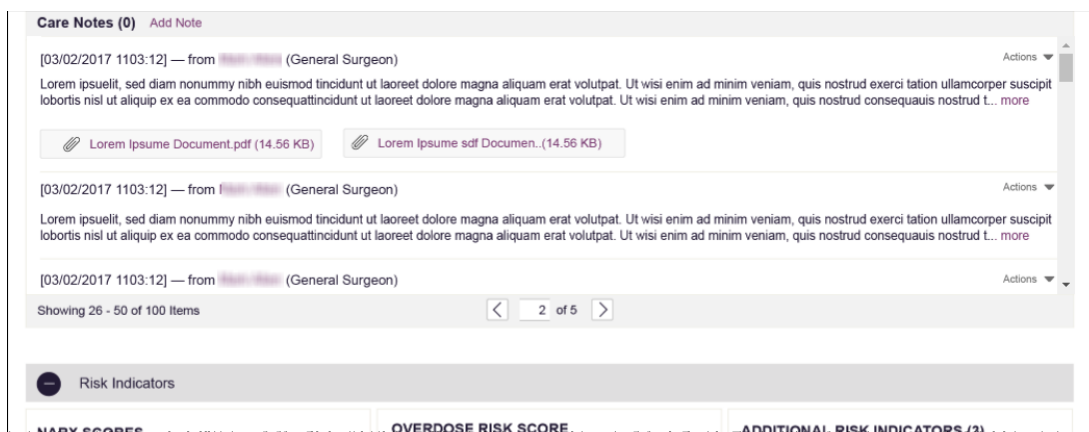 Care Notes (0) Add Note
[03/02/2017 1103:12] — from (General Surgeon) Actions
Lorem ipsuelit, sed diam nonummy nibh euismod tincidunt ut laoreet dolore magna aliquam erat volutpat. Ut wisi enim ad minim veniam, quis nostrud exerci tation ullamcorper suscipit
lobortis nisl ut aliquip ex ea commodo consequattincidunt ut laoreet dolore magna aliquam erat volutpat. Ut wisi enim ad minim veniam, quis nostrud consequauis nostrud t... more
Lorem Ipsume Document.pdf (14.56 KB) Lorem Ipsume sdf Documen..(14.56 KB)
[03/02/2017 1103:12] — from (General Surgeon) Actions
Lorem ipsuelit, sed diam nonummy nibh euismod tincidunt ut laoreet dolore magna aliquam erat volutpat. Ut wisi enim ad minim veniam, quis nostrud exerci tation ullamcorper suscipit
lobortis nisl ut aliquip ex ea commodo consequattincidunt ut laoreet dolore magna aliquam erat volutpat. Ut wisi enim ad minim veniam, quis nostrud consequauis nostrud t... more
[03/02/2017 1103:12] — from (General Surgeon) Actions
Showing 26 - 50 of 100 Items 2 of 5
Risk Indicators
NARX SCORES OVERDOSE RISK SCORE ADDITIONAL RISK INDICATORS (3)